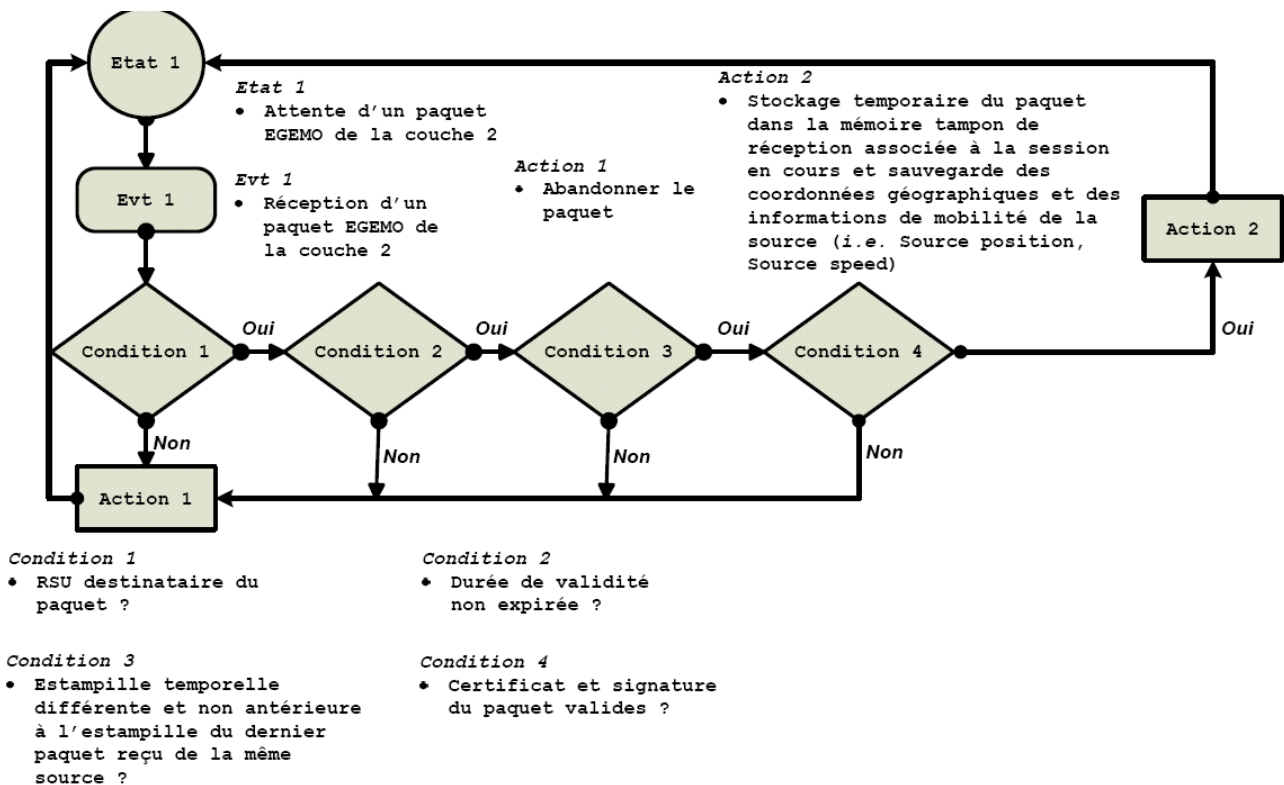 Etat 1
Etat 1
• Attente d'un paquet
EGEMO de la couche 2
Action 2
• Stockage temporaire du paquet
dans la mémoire tampon de
réception associée à la session
en cours et sauvegarde des
coordonnées géographiques et des
informations de mobilité de la
source (i.e. Source position,
Source speed)
Evt 1
Evt 1
• Réception d'un
paquet EGEMO de
la couche 2
Action 1
• Abandonner le
paquet
Action 2
Condition 1
Oui
Condition 2
Oui
Condition 3
Oui
Condition 4
Oui
Non
Non
Non
Non
Action 1
Condition 1
• RSU destinataire du
paquet ?
Condition 2
• Durée de validité
non expirée ?
Condition 3
• Estampille temporelle
différente et non antérieure
à l'estampille du dernier
paquet reçu de la même
source ?
Condition 4
• Certificat et signature
du paquet valides ?